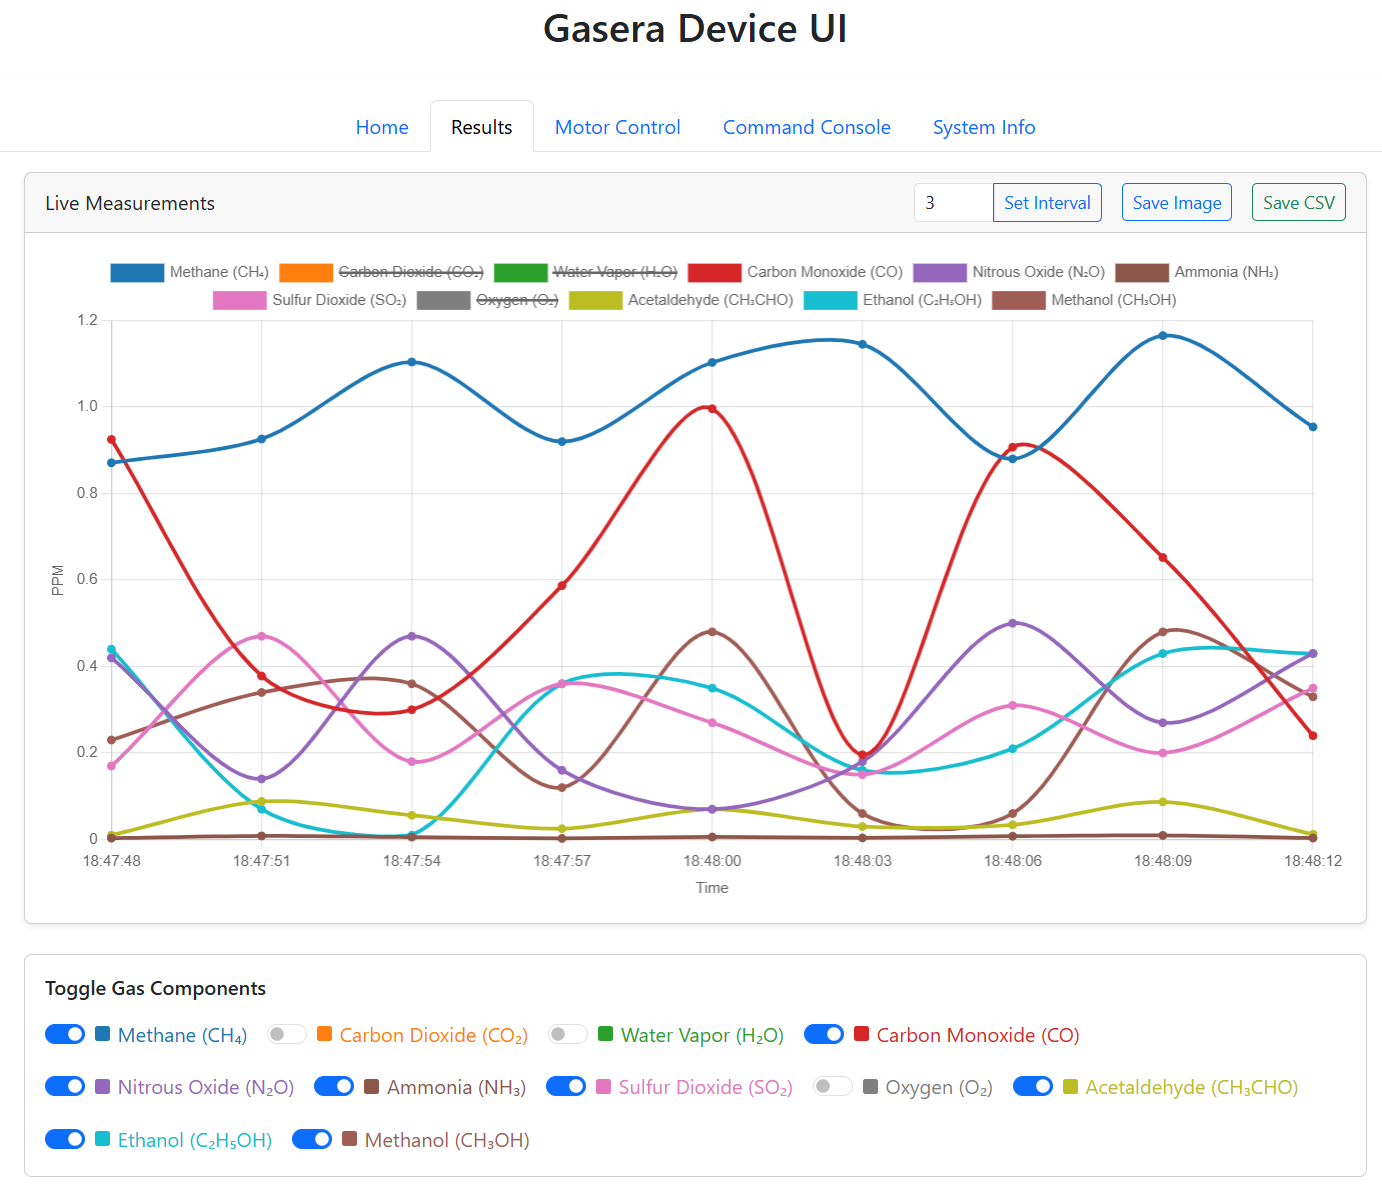 Gasera Device UI
Home Results Motor Control Command Console System Info
Live Measurements 3 Set Interval Save Image Save CSV
Methane (CH₄) Carbon Dioxide (CO₂) Water Vapor (H₂O) Carbon Monoxide (CO) Nitrous Oxide (N₂O) Ammonia (NH₃)
Sulfur Dioxide (SO₂) Oxygen (O₂) Acetaldehyde (CH₃CHO) Ethanol (C₂H₅OH) Methanol (CH₃OH)
1.2
1.0
0.8
0.6
0.4
0.2
0
PPM
18:47:48 18:47:51 18:47:54 18:47:57 18:48:00 18:48:03 18:48:06 18:48:09 18:48:12
Time
Toggle Gas Components
Methane (CH₄) Carbon Dioxide (CO₂) Water Vapor (H₂O) Carbon Monoxide (CO)
Nitrous Oxide (N₂O) Ammonia (NH₃) Sulfur Dioxide (SO₂) Oxygen (O₂) Acetaldehyde (CH₃CHO)
Ethanol (C₂H₅OH) Methanol (CH₃OH)